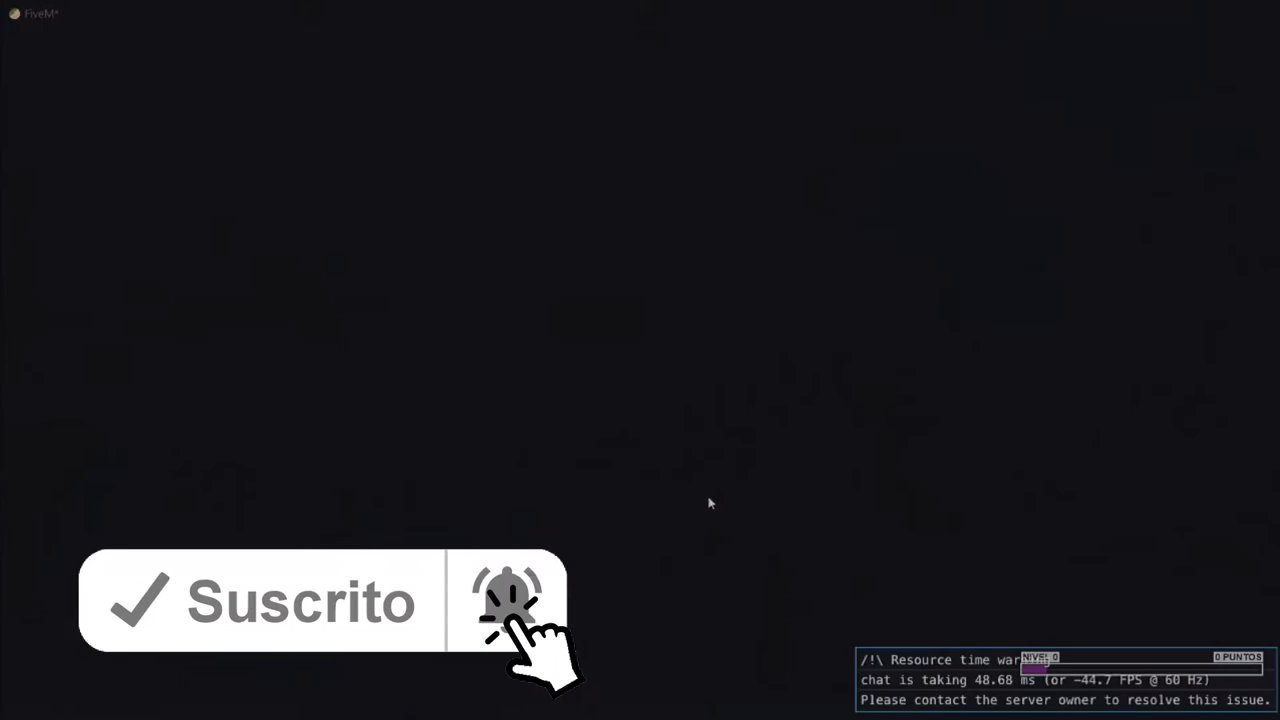 FiveM*
Suscrito
/!\ Resource time warning
NIVEL 0
0 PUNTOS
chat is taking 48.68 ms (or -44.7 FPS @ 60 Hz)
Please contact the server owner to resolve this issue.